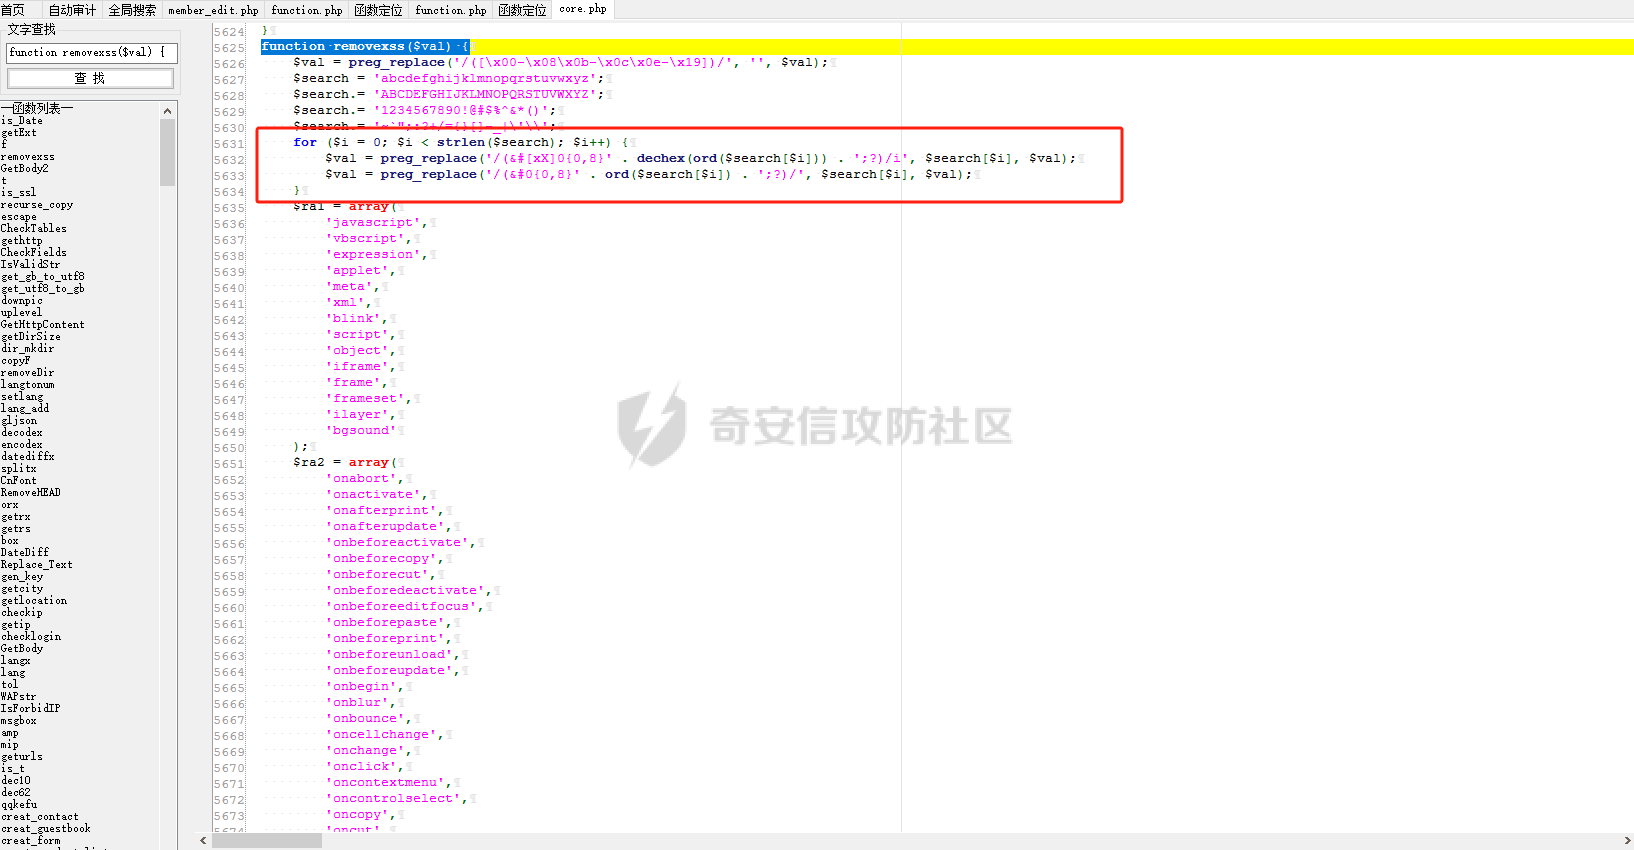 首页 自动审计 全局搜索 member_edit.php function.php 函数定位 function.php 函数定位 core.php
文字查找
function removexss($val) {
查 找
—函数列表—
is_Date
getExt
f
removexss
GetBody2
t
is_ssl
recurse_copy
escape
CheckTables
gethttp
CheckFields
IsValidStr
get_gb_to_utf8
get_utf8_to_gb
downpic
uplevel
GetHttpContent
getDirSize
dir_mkdir
copyF
removeDir
langtonum
setlang
lang_add
gljson
decodex
encodex
datediffx
splitx
CnFont
RemoveHEAD
orx
getrx
getrs
box
DateDiff
Replace_Text
gen_key
getcity
getlocation
checkip
getip
checklogin
GetBody
langx
lang
tol
WAPstr
IsForbidIP
msgbox
amp
mip
geturls
is_t
dec10
dec62
qqkefu
creat_contact
creat_guestbook
creat_form
5624 }
5625 function removexss($val) {
5626 $val = preg_replace('/([\x00-\x08\x0b-\x0c\x0e-\x19])/', '', $val);
5627 $search = 'abcdefghijklmnopqrstuvwxyz';
5628 $search.= 'ABCDEFGHIJKLMNOPQRSTUVWXYZ';
5629 $search.= '1234567890!@#$%^&*()';
5630 $search.= '~`";:?+/={}[]-_|\'\\';
5631 for ($i = 0; $i < strlen($search); $i++) {
5632 $val = preg_replace('/(&#[xX]0{0,8}' . dechex(ord($search[$i])) . ';?)/i', $search[$i], $val);
5633 $val = preg_replace('/(&#0{0,8}' . ord($search[$i]) . ';?)/', $search[$i], $val);
5634 }
5635 $ra1 = array(
5636 'javascript',
5637 'vbscript',
5638 'expression',
5639 'applet',
5640 'meta',
5641 'xml',
5642 'blink',
5643 'script',
5644 'object',
5645 'iframe',
5646 'frame',
5647 'frameset',
5648 'ilayer',
5649 'bgsound'
5650 );
5651 $ra2 = array(
5652 'onabort',
5653 'onactivate',
5654 'onafterprint',
5655 'onafterupdate',
5656 'onbeforeactivate',
5657 'onbeforecopy',
5658 'onbeforecut',
5659 'onbeforedeactivate',
5660 'onbeforeeditfocus',
5661 'onbeforepaste',
5662 'onbeforeprint',
5663 'onbeforeunload',
5664 'onbeforeupdate',
5665 'onbegin',
5666 'onblur',
5667 'onbounce',
5668 'oncellchange',
5669 'onchange',
5670 'onclick',
5671 'oncontextmenu',
5672 'oncontrolselect',
5673 'oncopy',
5674 'oncut',
奇安信攻防社区